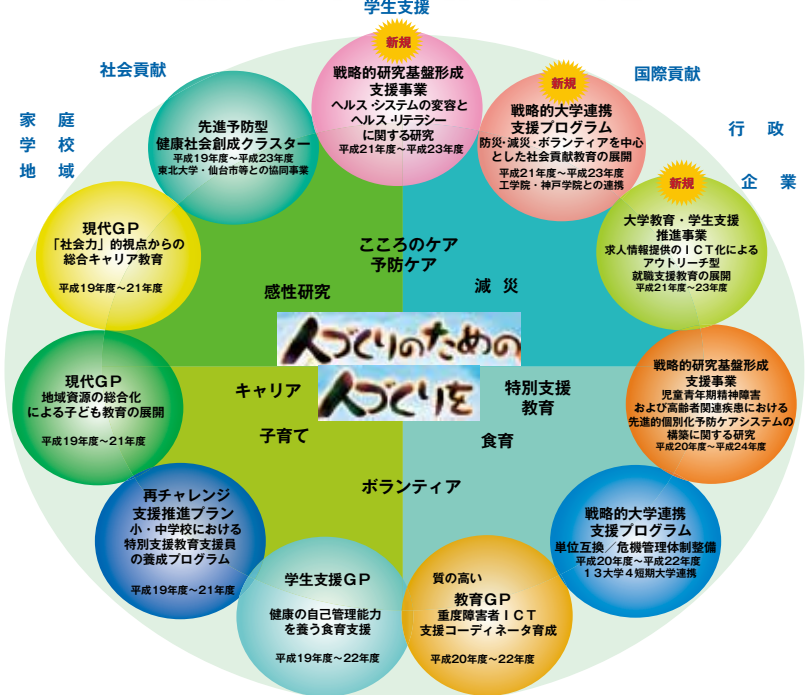 学生支援
社会貢献
国際貢献
家庭
学校
地域
行政
企業
新規
戦略的研究基盤形成
支援事業
ヘルス・システムの変容と
ヘルス・リテラシー
に関する研究
平成21年度～平成23年度
新規
戦略的大学連携
支援プログラム
防災・減災・ボランティアを中心
とした社会貢献教育の展開
平成21年度～平成23年度
工学院・神戸学院との連携
新規
大学教育・学生支援
推進事業
求人情報提供のＩＣＴ化による
アウトリーチ型
就職支援教育の展開
平成21年度～23年度
戦略的研究基盤形成
支援事業
児童青年期精神障害
および高齢者関連疾患における
先進的個別化予防ケアシステムの
構築に関する研究
平成20年度～平成24年度
戦略的大学連携
支援プログラム
単位互換／危機管理体制整備
平成20年度～平成22年度
１３大学４短期大学連携
質の高い
教育GP
重度障害者ＩＣＴ
支援コーディネータ育成
平成20年度～22年度
学生支援GP
健康の自己管理能力
を養う食育支援
平成19年度～22年度
再チャレンジ
支援推進プラン
小・中学校における
特別支援教育支援員
の養成プログラム
平成19年度～21年度
現代GP
地域資源の総合化
による子ども教育の展開
平成19年度～21年度
現代GP
「社会力」的視点からの
総合キャリア教育
平成19年度～21年度
先進予防型
健康社会創成クラスター
平成19年度～平成23年度
東北大学・仙台市等との協同事業
こころのケア
予防ケア
感性研究
減災
人づくりのための
人づくりを
キャリア
子育て
特別支援
教育
食育
ボランティア